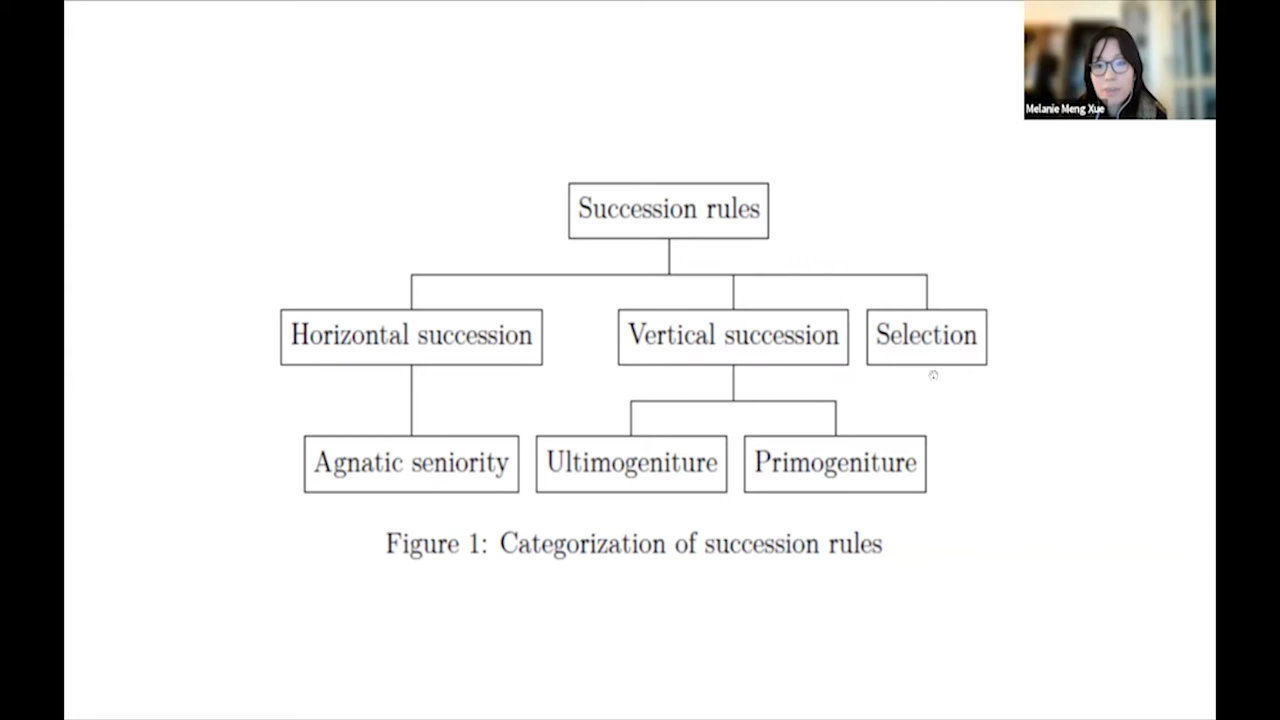 Melanie Meng Xue
Succession rules
Horizontal succession
Vertical succession
Selection
Agnatic seniority
Ultimogeniture
Primogeniture
Figure 1: Categorization of succession rules